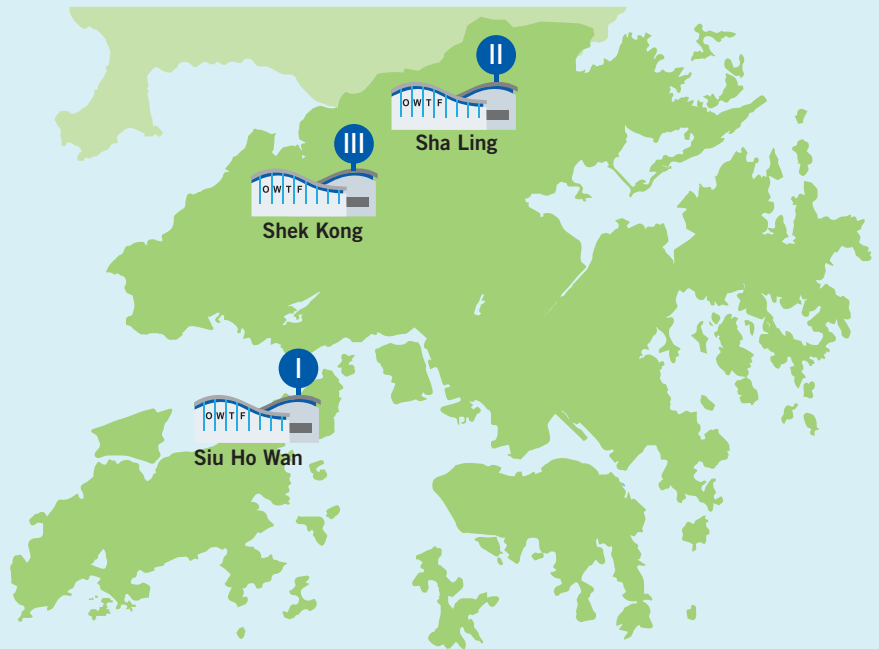 II
OWTF
Sha Ling
III
OWTF
Shek Kong
I
OWTF
Siu Ho Wan